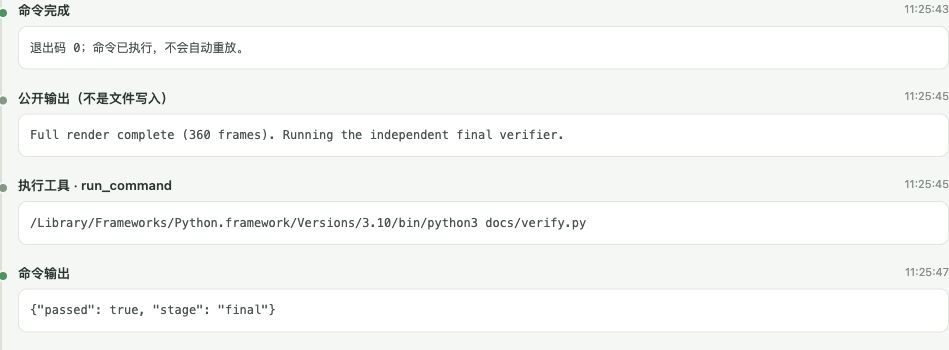 命令完成 11:25:43
退出码 0；命令已执行，不会自动重放。
公开输出（不是文件写入） 11:25:45
Full render complete (360 frames). Running the independent final verifier.
执行工具 · run_command 11:25:45
/Library/Frameworks/Python.framework/Versions/3.10/bin/python3 docs/verify.py
命令输出 11:25:47
{"passed": true, "stage": "final"}